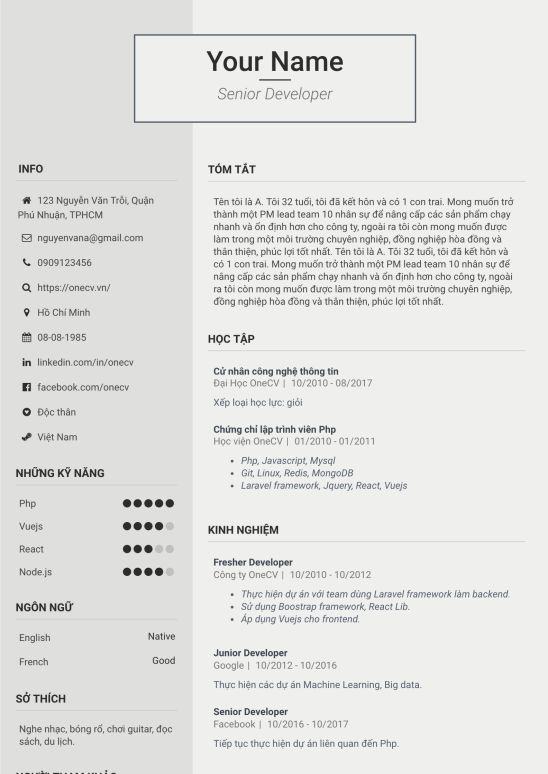 Your Name
Senior Developer
INFO
123 Nguyễn Văn Trỗi, Quận
Phú Nhuận, TPHCM
nguyenvana@gmail.com
0909123456
https://onecv.vn/
Hồ Chí Minh
08-08-1985
linkedin.com/in/onecv
facebook.com/onecv
Độc thân
Việt Nam
NHỮNG KỸ NĂNG
Php
Vuejs
React
Node.js
NGÔN NGỮ
English Native
French Good
SỞ THÍCH
Nghe nhạc, bóng rổ, chơi guitar, đọc
sách, du lịch.
NGƯỜI THAM KHẢO
TÓM TẮT
Tên tôi là A. Tôi 32 tuổi, tôi đã kết hôn và có 1 con trai. Mong muốn trở
thành một PM lead team 10 nhân sự để nâng cấp các sản phẩm chạy
nhanh và ổn định hơn cho công ty, ngoài ra tôi còn mong muốn được
làm trong một môi trường chuyên nghiệp, đồng nghiệp hòa đồng và
thân thiện, phúc lợi tốt nhất. Tên tôi là A. Tôi 32 tuổi, tôi đã kết hôn và
có 1 con trai. Mong muốn trở thành một PM lead team 10 nhân sự để
nâng cấp các sản phẩm chạy nhanh và ổn định hơn cho công ty, ngoài
ra tôi còn mong muốn được làm trong một môi trường chuyên nghiệp,
đồng nghiệp hòa đồng và thân thiện, phúc lợi tốt nhất.
HỌC TẬP
Cử nhân công nghệ thông tin
Đại Học OneCV | 10/2010 - 08/2017
Xếp loại học lực: giỏi
Chứng chỉ lập trình viên Php
Học viện OneCV | 01/2010 - 01/2011
• Php, Javascript, Mysql
• Git, Linux, Redis, MongoDB
• Laravel framework, Jquery, React, Vuejs
KINH NGHIỆM
Fresher Developer
Công ty OneCV | 10/2010 - 10/2012
• Thực hiện dự án với team dùng Laravel framework làm backend.
• Sử dụng Boostrap framework, React Lib.
• Áp dụng Vuejs cho frontend.
Junior Developer
Google | 10/2012 - 10/2016
Thực hiện các dự án Machine Learning, Big data.
Senior Developer
Facebook | 10/2016 - 10/2017
Tiếp tục thực hiện dự án liên quan đến Php.